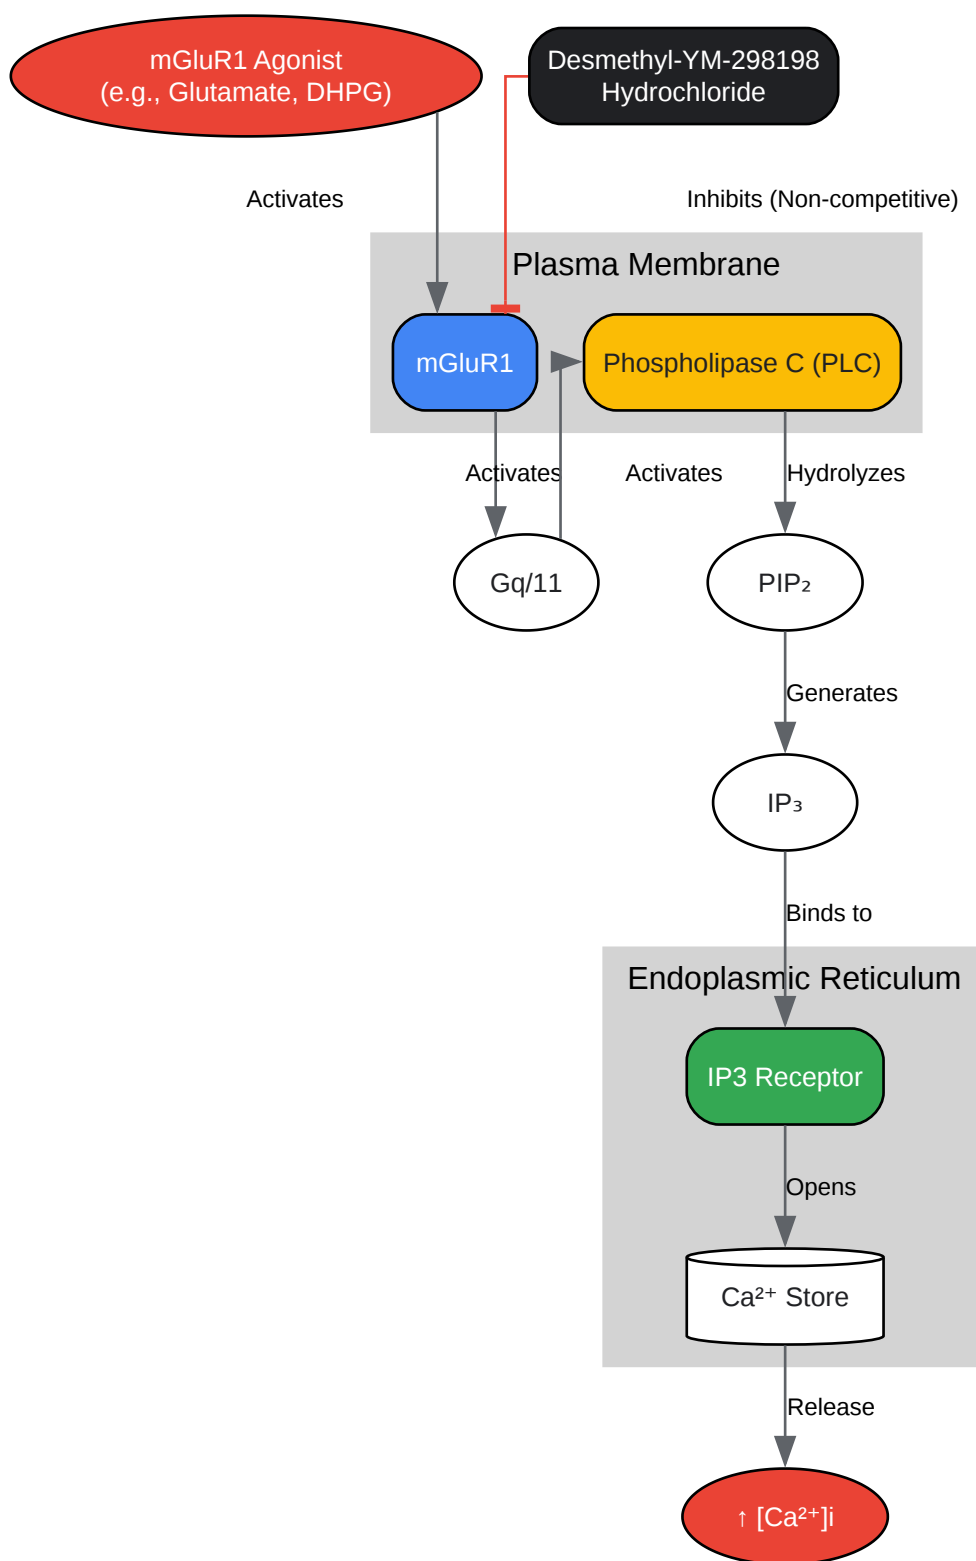 mGluR1 Agonist
(e.g., Glutamate, DHPG)
Desmethyl-YM-298198
Hydrochloride
Activates
Inhibits (Non-competitive)
Plasma Membrane
mGluR1
Phospholipase C (PLC)
Activates
Activates
Hydrolyzes
Gq/11
PIP₂
Generates
IP₃
Binds to
Endoplasmic Reticulum
IP3 Receptor
Opens
Ca²⁺ Store
Release
↑ [Ca²⁺]i